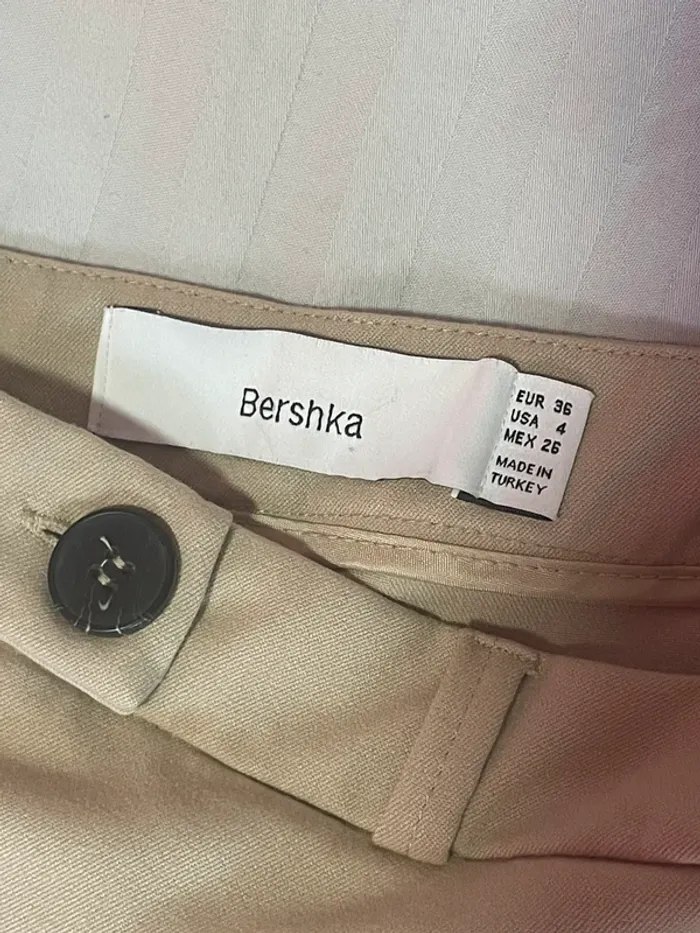 Bershka
EUR 36
USA 4
MEX 26
MADE IN
TURKEY